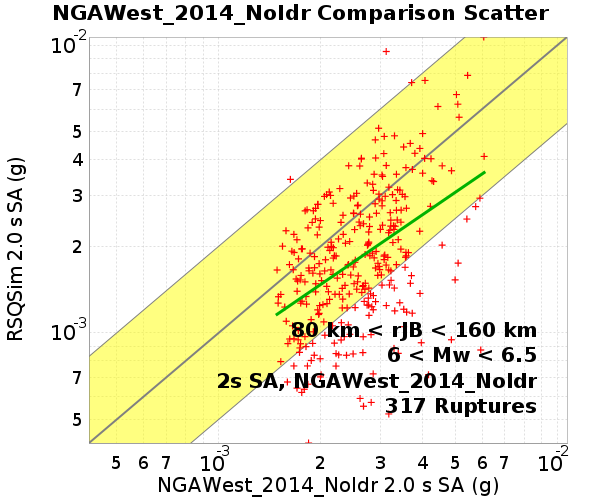 NGAWest_2014_NoIdr Comparison Scatter
10-2
7
5
4
3
2
10-3
7
5
RSQSim 2.0 s SA (g)
80 km < rJB < 160 km
6 < Mw < 6.5
2s SA, NGAWest_2014_NoIdr
317 Ruptures
5 6 7 10-3 2 3 4 5 6 7 10-2
NGAWest_2014_NoIdr 2.0 s SA (g)